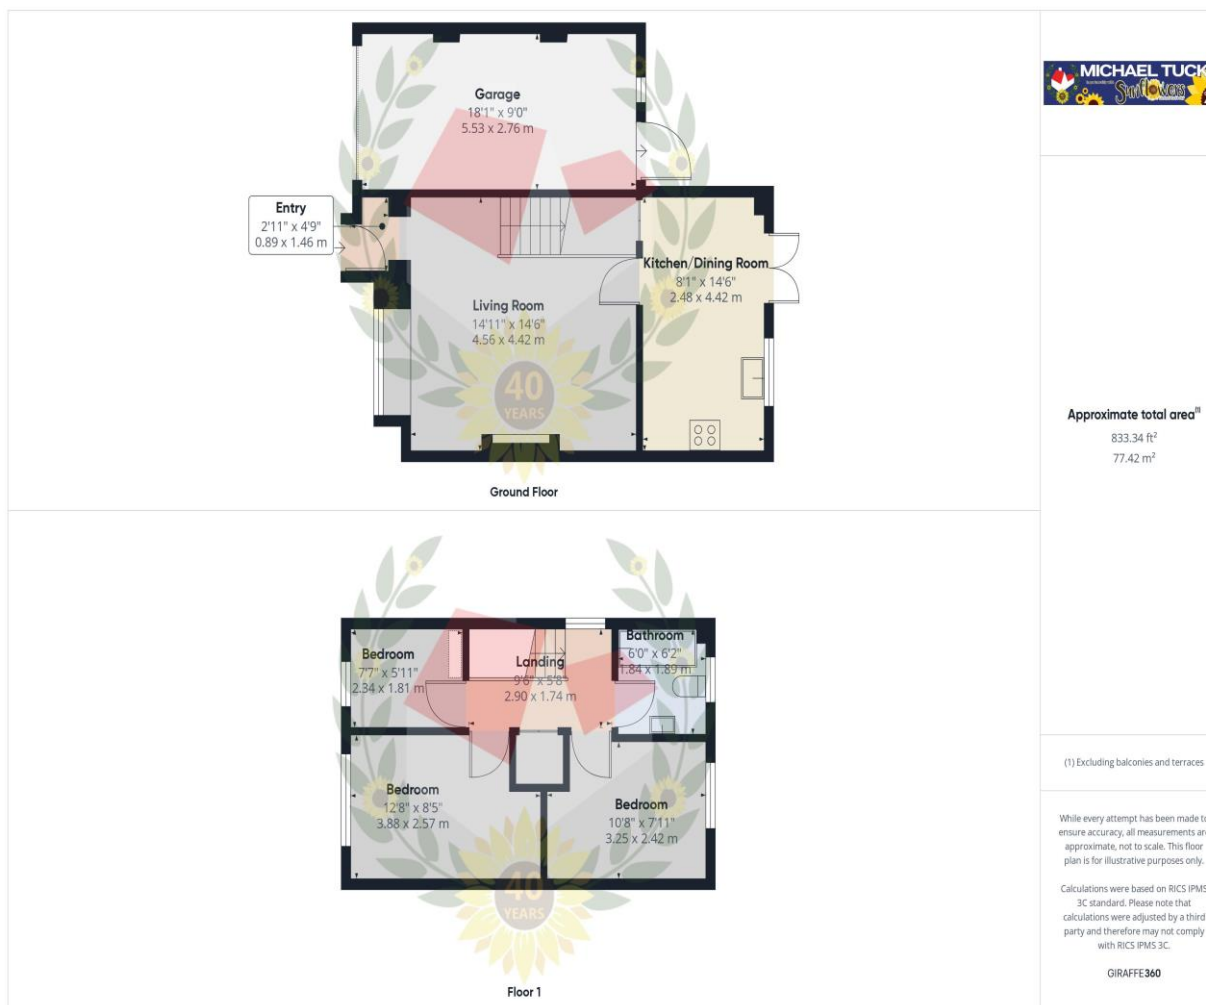 Garage
18'1" x 9'0"
5.53 x 2.76 m
Entry
2'11" x 4'9"
0.89 x 1.46 m
Kitchen/Dining Room
8'1" x 14'6"
2.48 x 4.42 m
Living Room
14'11" x 14'6"
4.56 x 4.42 m
40
YEARS
Ground Floor
MICHAEL TUCK
Sunflowers
Approximate total area(1)
833.34 ft²
77.42 m²
Bedroom
7'7" x 5'11"
2.34 x 1.81 m
Landing
9'6" x 5'8"
2.90 x 1.74 m
Bathroom
6'0" x 6'2"
1.84 x 1.89 m
Bedroom
12'8" x 8'5"
3.88 x 2.57 m
Bedroom
10'8" x 7'11"
3.25 x 2.42 m
40
YEARS
Floor 1
(1) Excluding balconies and terraces
While every attempt has been made to
ensure accuracy, all measurements are
approximate, not to scale. This floor
plan is for illustrative purposes only.
Calculations were based on RICS IPMS
3C standard. Please note that
calculations were adjusted by a third
party and therefore may not comply
with RICS IPMS 3C.
GIRAFFE360